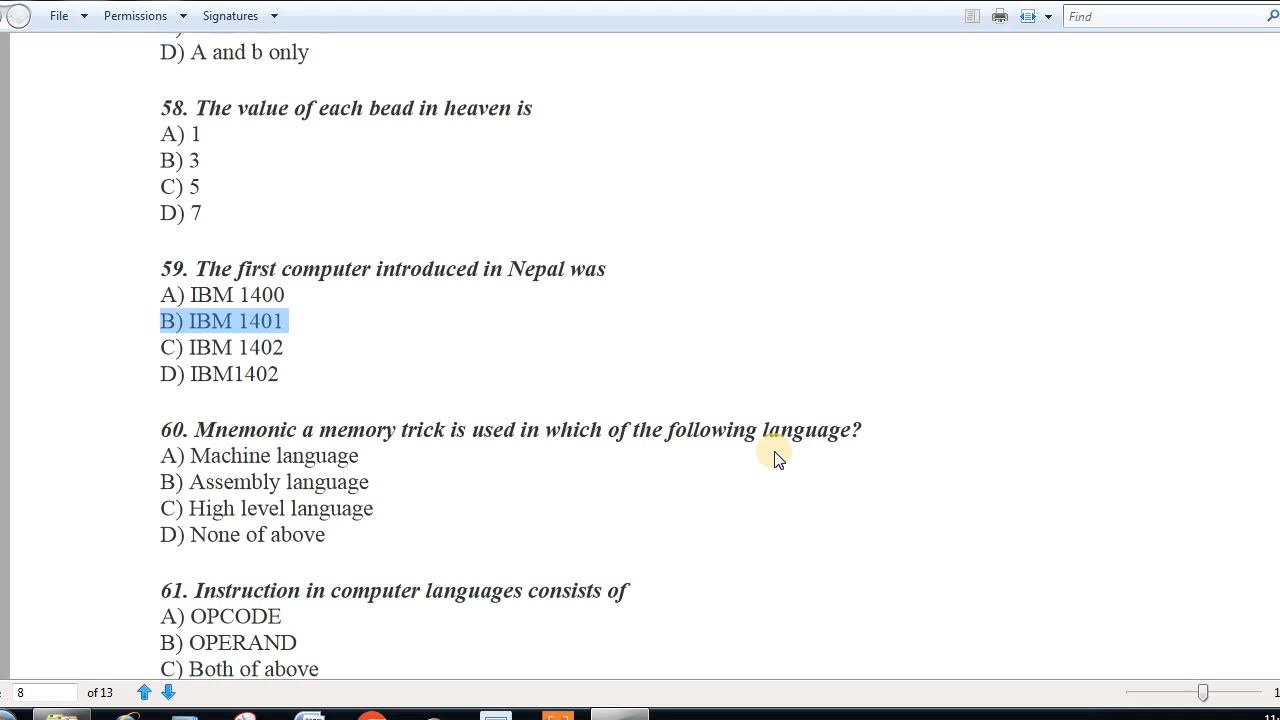 File Permissions Signatures Find
D) A and b only
58. The value of each bead in heaven is
A) 1
B) 3
C) 5
D) 7
59. The first computer introduced in Nepal was
A) IBM 1400
B) IBM 1401
C) IBM 1402
D) IBM1402
60. Mnemonic a memory trick is used in which of the following language?
A) Machine language
B) Assembly language
C) High level language
D) None of above
61. Instruction in computer languages consists of
A) OPCODE
B) OPERAND
C) Both of above
8 of 13